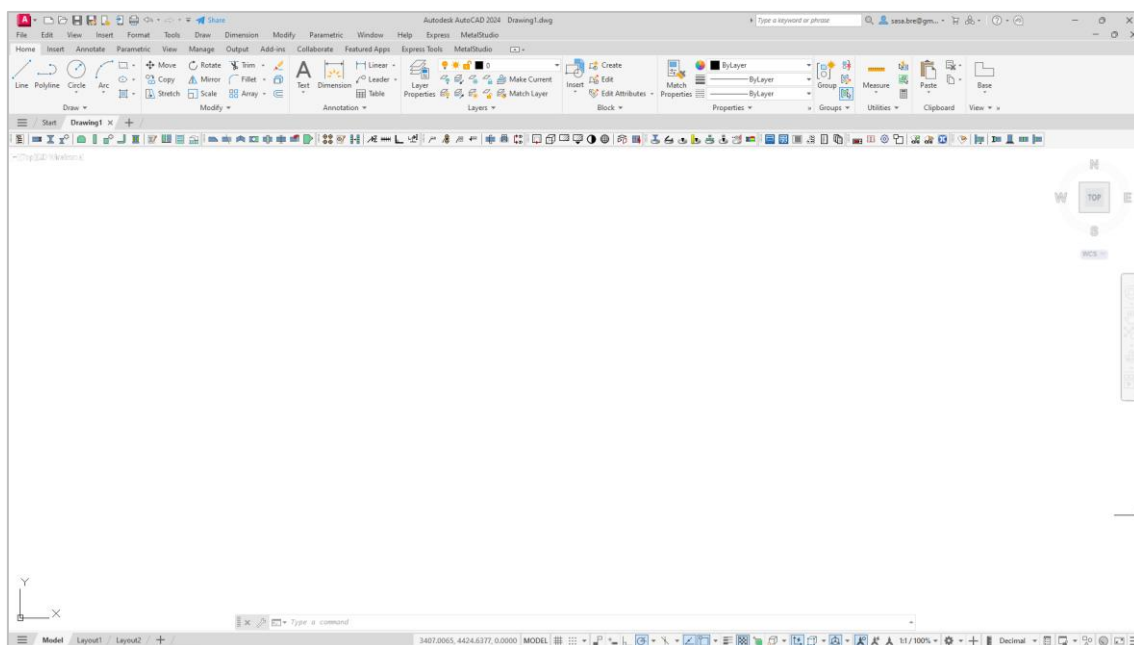 A Share Autodesk AutoCAD 2024 Drawing1.dwg Type a keyword or phrase sesa.bre@gm...
File Edit View Insert Format Tools Draw Dimension Modify Parametric Window Help Express MetalStudio
Home Insert Annotate Parametric View Manage Output Add-ins Collaborate Featured Apps Express Tools MetalStudio
Line Polyline Circle Arc
Move Rotate Trim
Copy Mirror Fillet
Stretch Scale Array
Text Dimension
Linear
Leader
Table
Layer Properties
0
Make Current
Match Layer
Insert
Create
Edit
Edit Attributes
Match Properties
ByLayer
ByLayer
ByLayer
Group
Measure
Paste
Base
Draw Modify Annotation Layers Block Properties Groups Utilities Clipboard View
Start Drawing1
N
W TOP E
S
WCS
Y
X
Type a command
Model Layout1 Layout2 3407.0065, 4424.6377, 0.0000 MODEL 1:1 / 100% Decimal